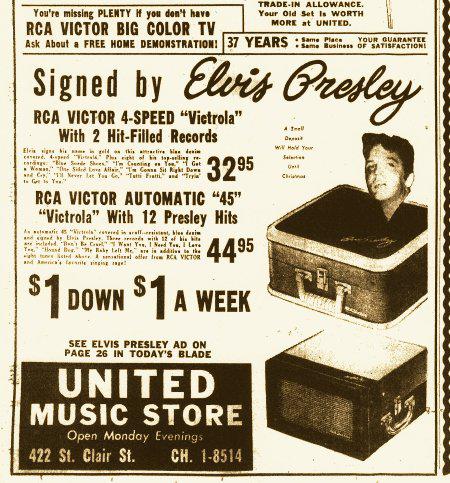 You're missing PLENTY if you don't have
RCA VICTOR BIG COLOR TV
Ask About a FREE HOME DEMONSTRATION!
TRADE-IN ALLOWANCE.
Your Old Set is WORTH
MORE at UNITED.
37 YEARS • Same Place • Same Business YOUR GUARANTEE OF SATISFACTION!
Signed by Elvis Presley
RCA VICTOR 4-SPEED "Vietrola"
With 2 Hit-Filled Records
Elvis signs his name in gold on this attractive blue denim
covered, 4-speed "Victrola." Plus eight of his top-selling re-
cordings: "Blue Suede Shoes," "I'm Counting on You," "I Got
a Woman," "One Sided Love Affair," "I'm Gonna Sit Right Down
and Cry," "I'll Never Let You Go," "Tutti Frutti," and "Tryin'
to Get to You."
32 95
RCA VICTOR AUTOMATIC "45"
"Victrola" With 12 Presley Hits
An automatic 45 "Victrola" covered in scuff-resistant, blue denim
and signed by Elvis Presley. Three records with 12 of his hits
are included. "Don't Be Cruel," "I Want You, I Need You, I Love
You," "Hound Dog," "My Baby Left Me," are in addition to the
eight tunes listed above. A sensational offer from RCA VICTOR
and America's favorite singing rage!
44 95
A Small
Deposit
Will Hold Your
Selection
Until
Christmas
$1 DOWN $1 A WEEK
SEE ELVIS PRESLEY AD ON
PAGE 26 IN TODAY'S BLADE
UNITED
MUSIC STORE
Open Monday Evenings
422 St. Clair St. CH. 1-8514